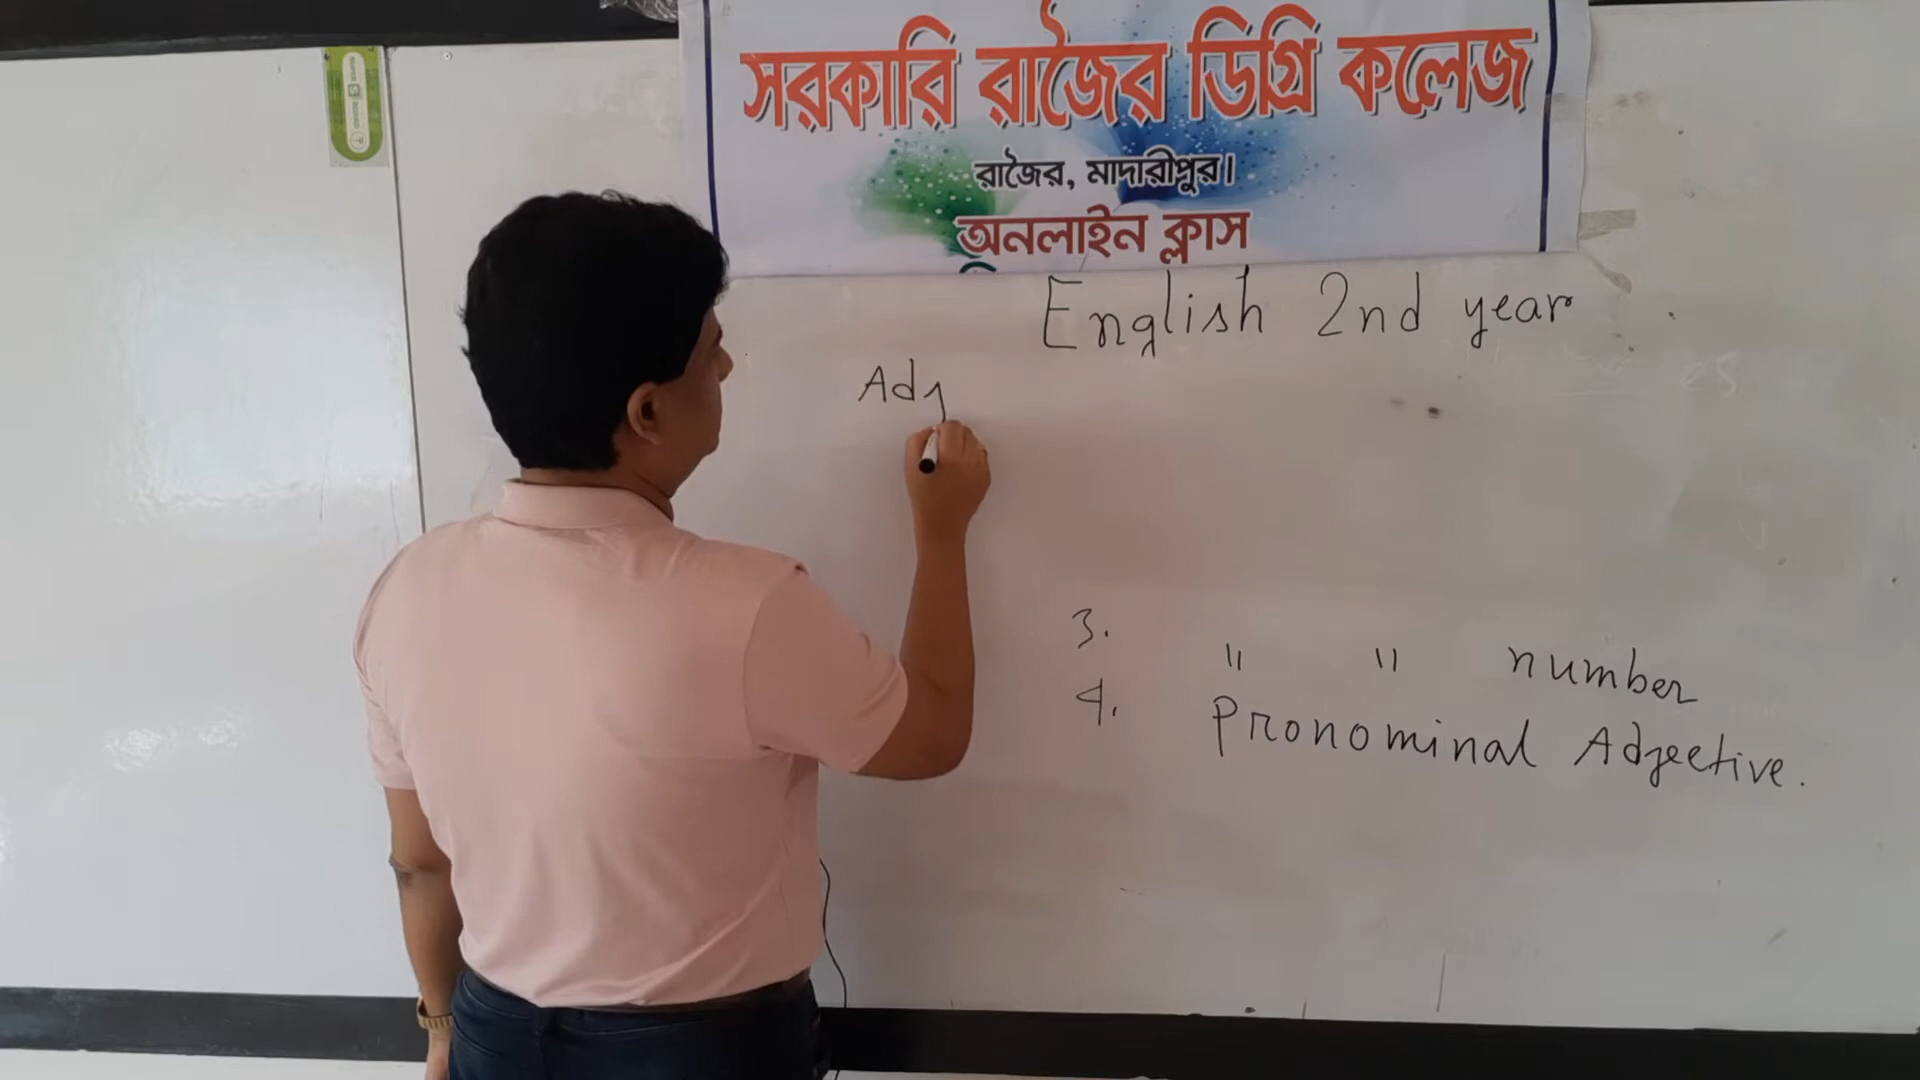 সরকারি রাজৈর ডিগ্রি কলেজ
রাজৈর, মাদারীপুর।
অনলাইন ক্লাস
English 2nd year
Adj
3. " " number
4. Pronominal Adjective.